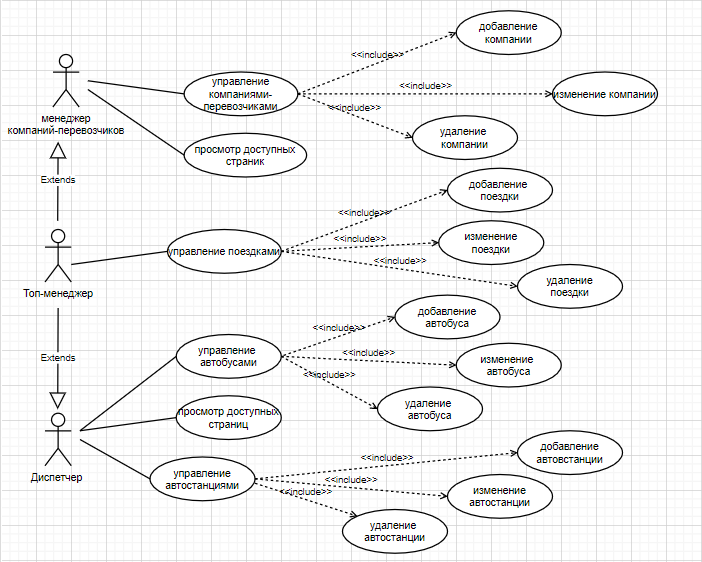 добавление
компании
<<include>>
управление
компаниями-
перевозчиками
<<include>>
изменение компании
<<include>>
менеджер
компаний-перевозчиков
удаление
компании
просмотр доступных
страник
Extends
добавление
поездки
<<include>>
<<include>>
изменение
поездки
управление поездками
<<include>>
Топ-менеджер
удаление
поездки
добавление
автобуса
<<include>>
управление
автобусами
<<include>>
Extends
изменение
автобуса
<<include>>
удаление
автобуса
просмотр доступных
страниц
добавление
автовстанции
<<include>>
Диспетчер
управление
автостанциями
<<include>>
<<include>>
изменение
автостанции
удаление
автостанции